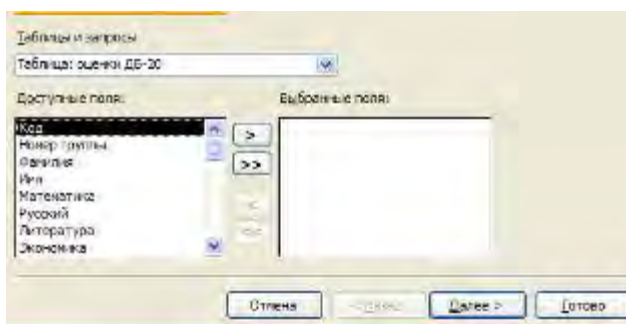 Таблицы и запросы
Таблица: оценки ДБ-20
Доступные поля: Выбранные поля:
Код
Номер группы
Фамилия
Имя
Математика
Русский
Литература
Экономика
>
>>
<
<<
Отмена < Назад Далее > Готово